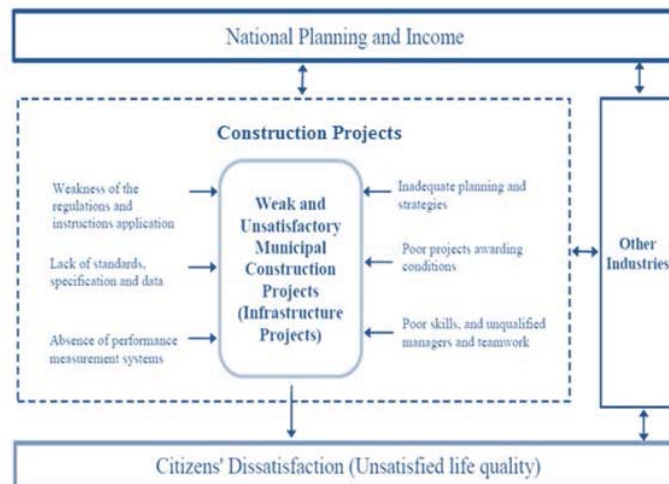 National Planning and Income
Construction Projects
Weakness of the
regulations and
instructions application
Lack of standards,
specification and data
Absence of performance
measurement systems
Weak and
Unsatisfactory
Municipal
Construction
Projects
(Infrastructure
Projects)
Inadequate planning and
strategies
Poor projects awarding
conditions
Poor skills, and unqualified
managers and teamwork
Other
Industries
Citizens' Dissatisfaction (Unsatisfied life quality)